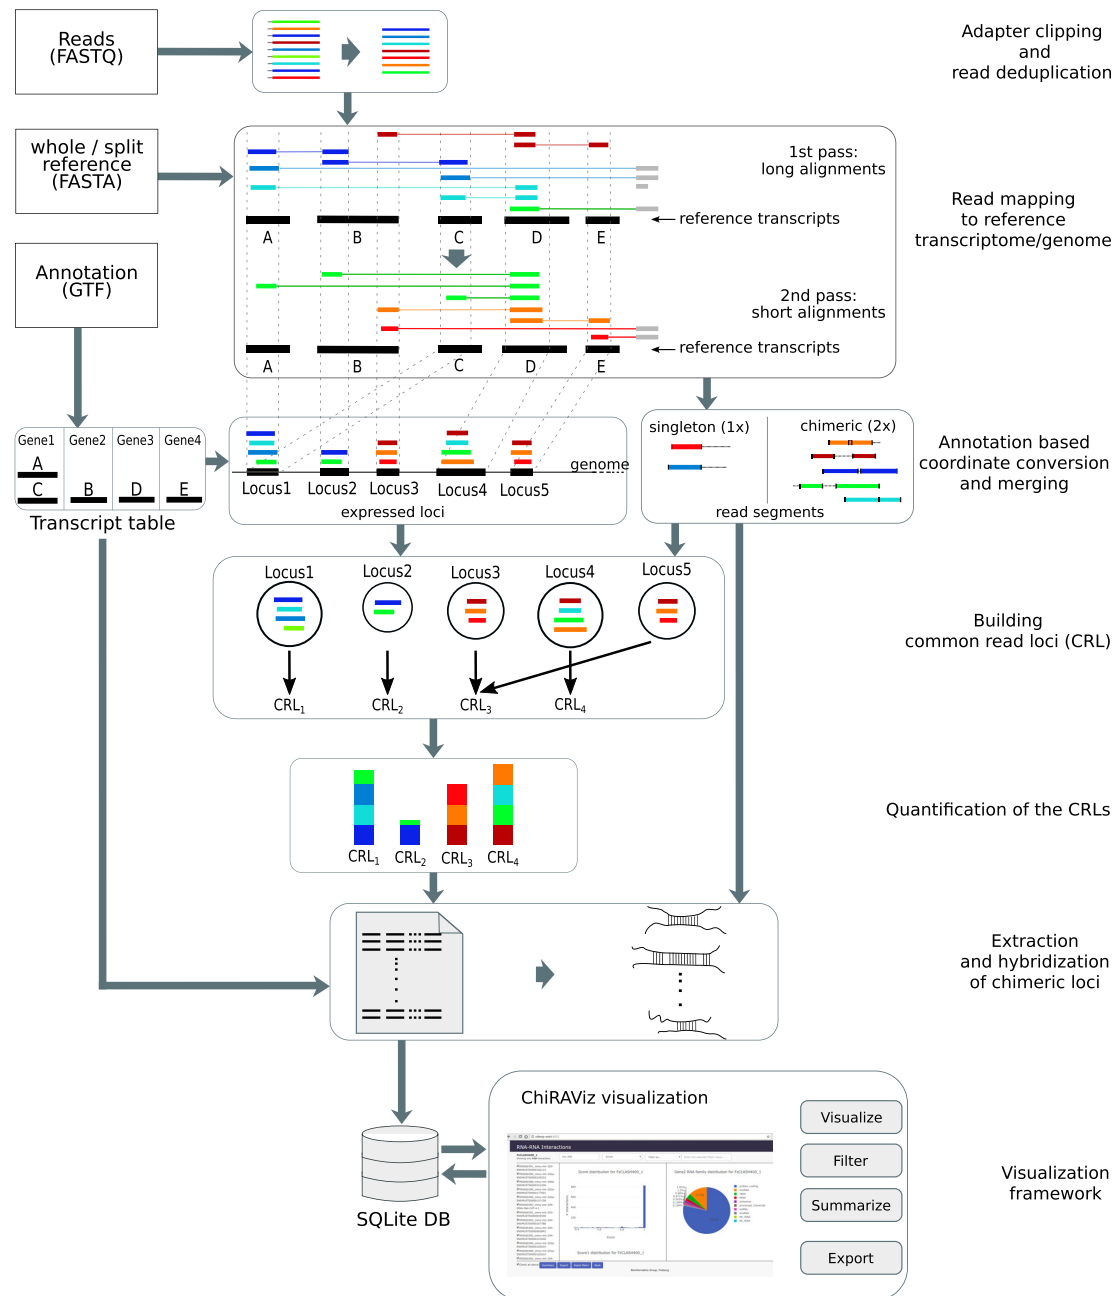 Reads
(FASTQ)
Adapter clipping
and
read deduplication
whole / split
reference
(FASTA)
1st pass:
long alignments
reference transcripts
A B C D E
Read mapping
to reference
transcriptome/genome
Annotation
(GTF)
2nd pass:
short alignments
reference transcripts
A B C D E
Gene1 Gene2 Gene3 Gene4
A
C B D E
Transcript table
genome
Locus1 Locus2 Locus3 Locus4 Locus5
expressed loci
singleton (1x)
chimeric (2x)
read segments
Annotation based
coordinate conversion
and merging
Locus1 Locus2 Locus3 Locus4 Locus5
CRL1 CRL2 CRL3 CRL4
Building
common read loci (CRL)
CRL1 CRL2 CRL3 CRL4
Quantification of the CRLs
Extraction
and hybridization
of chimeric loci
SQLite DB
ChiRAViz visualization
RNA-RNA Interactions
Visualize
Filter
Summarize
Export
Visualization
framework